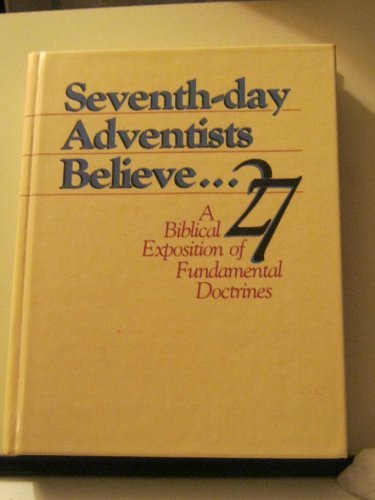 Seventh-day
Adventists
Believe...
27
A
Biblical
Exposition of
Fundamental
Doctrines